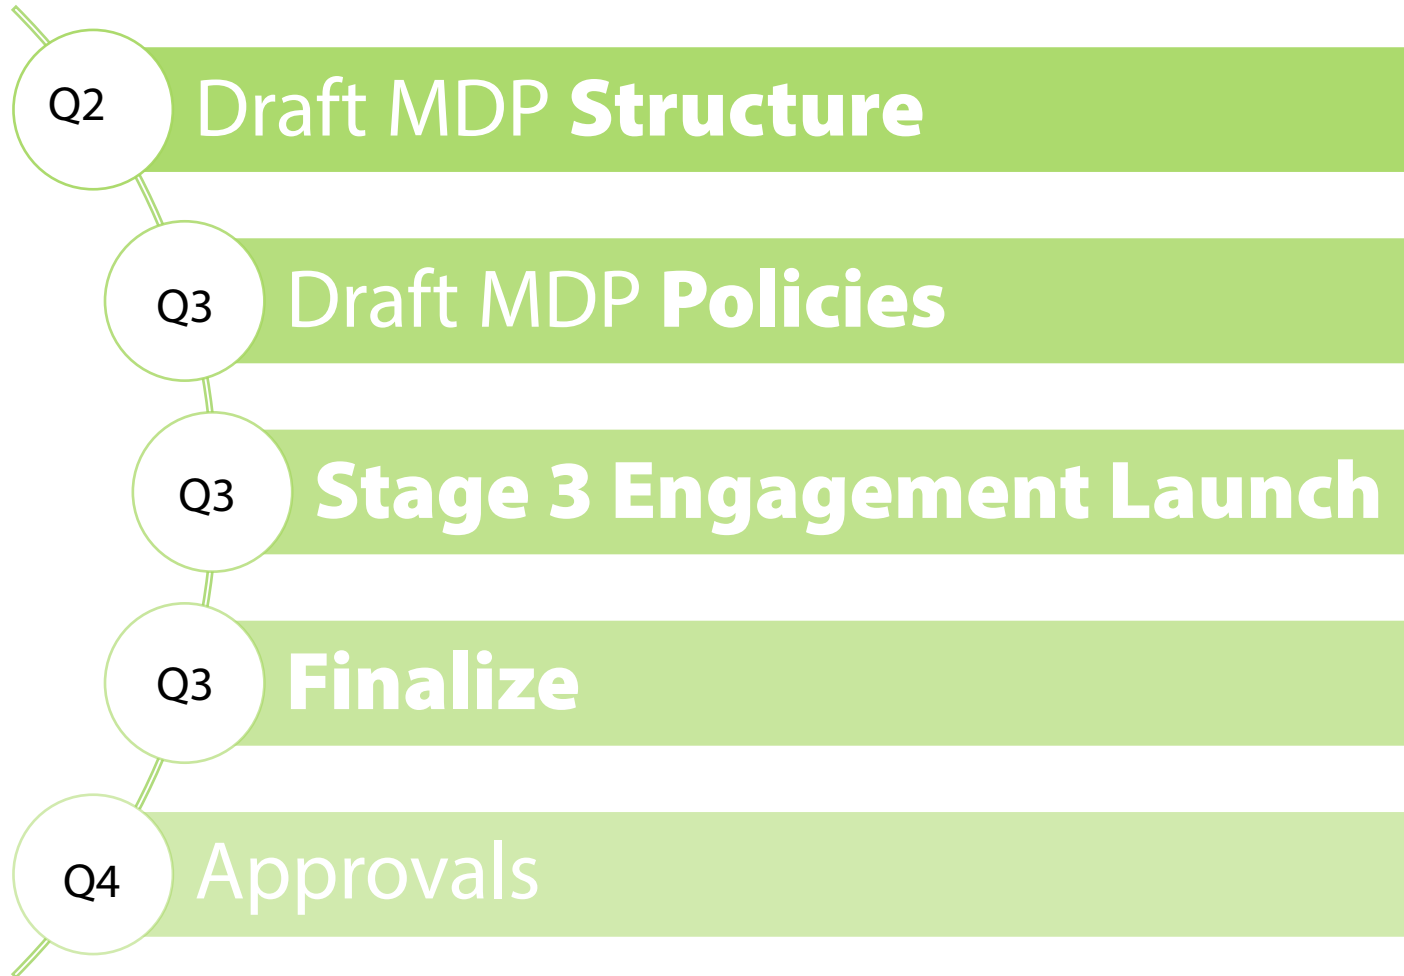 Q2
Draft MDP Structure
Q3
Draft MDP Policies
Q3
Stage 3 Engagement Launch
Q3
Finalize
Q4
Approvals